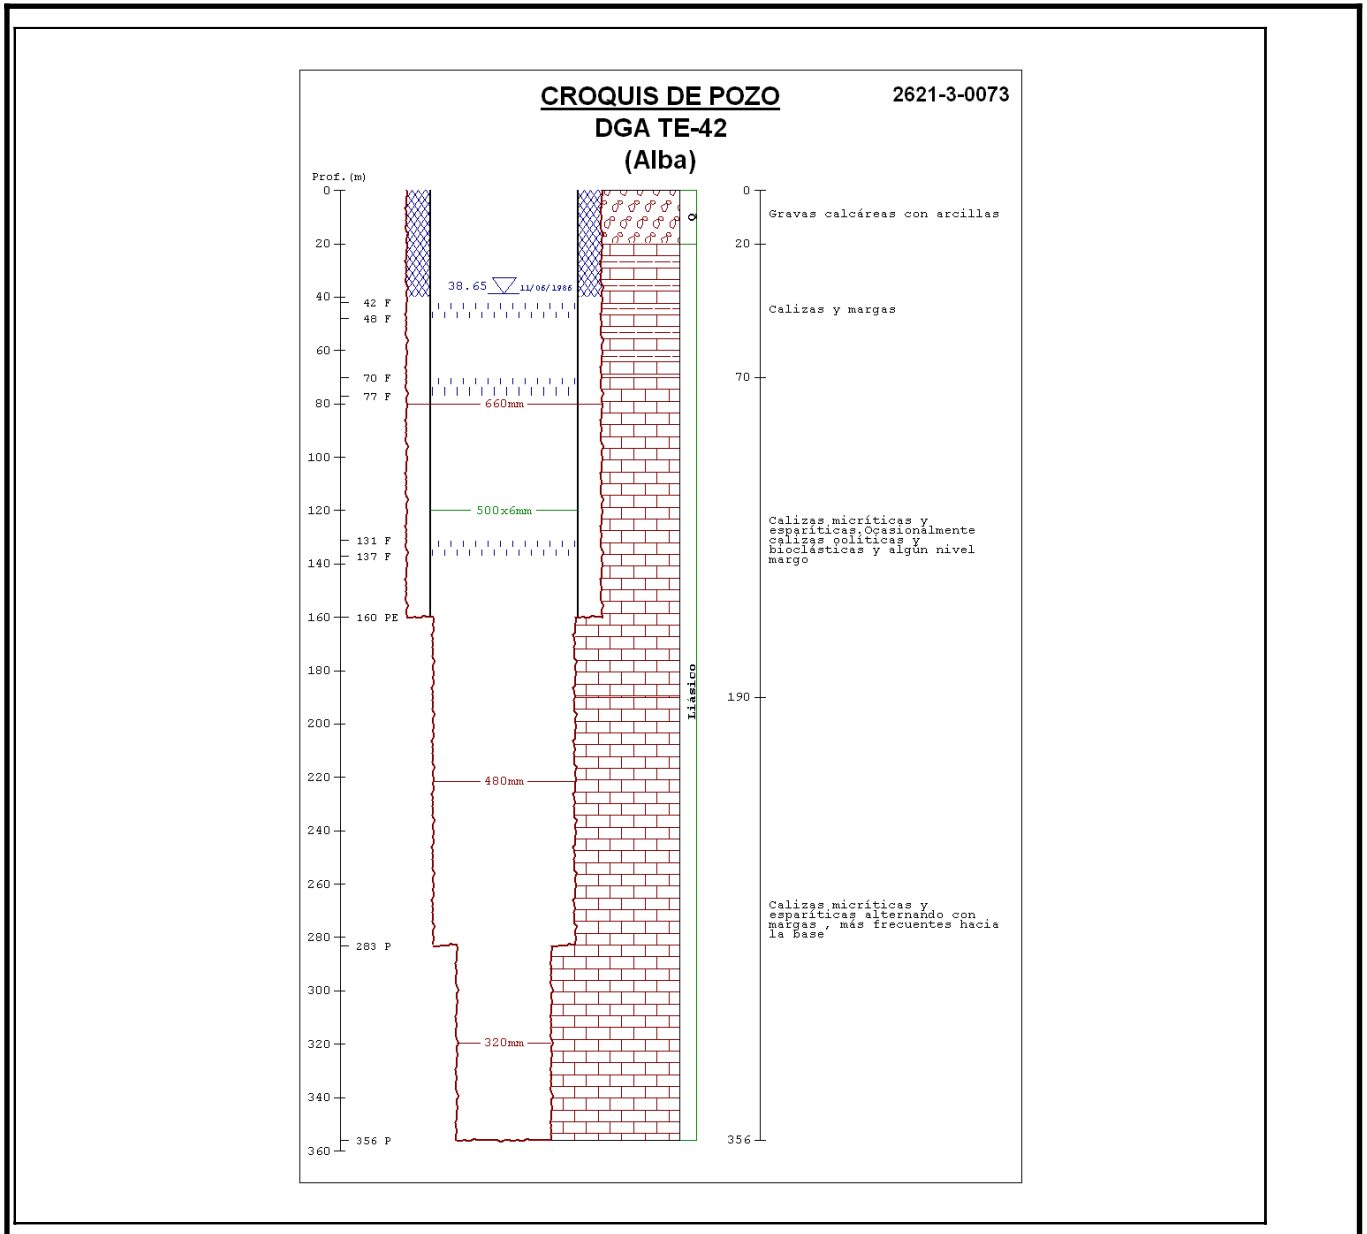 CROQUIS DE POZO
2621-3-0073
DGA TE-42
(Alba)
Prof.(m)
0
20
40
42 F
48 F
60
70 F
77 F
80
100
120
131 F
137 F
140
160
160 PE
180
200
220
240
260
280
283 P
300
320
340
356 P
360
38.65
11/06/1986
660mm
500x6mm
480mm
320mm
Q
Liásico
0
Gravas calcáreas con arcillas
20
Calizas y margas
70
Calizas micríticas y
esparíticas.Ocasionalmente
calizas oolíticas y
bioclásticas y algún nivel
margo
190
Calizas micríticas y
esparíticas alternando con
margas , más frecuentes hacia
la base
356